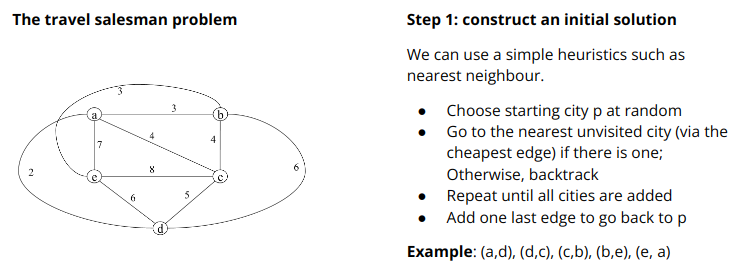 The travel salesman problem
3
a
3
b
7
4
4
2
8
6
e
c
6
5
d
Step 1: construct an initial solution
We can use a simple heuristics such as
nearest neighbour.
● Choose starting city p at random
● Go to the nearest unvisited city (via the
cheapest edge) if there is one;
Otherwise, backtrack
● Repeat until all cities are added
● Add one last edge to go back to p
Example: (a,d), (d,c), (c,b), (b,e), (e, a)